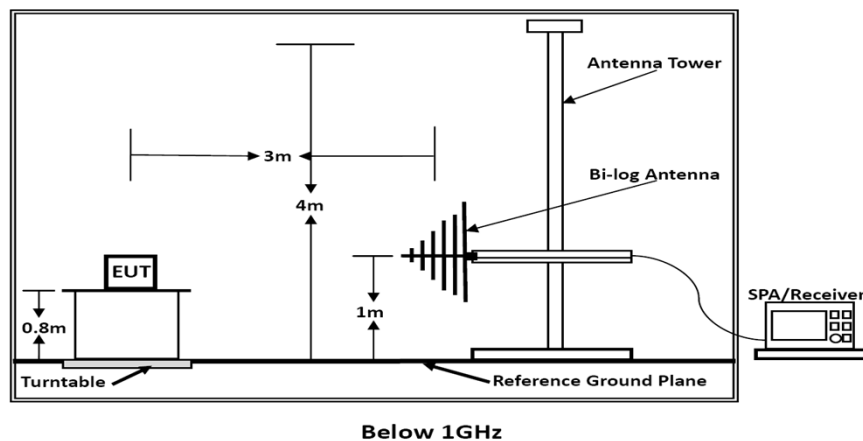 Antenna Tower
3m
Bi-log Antenna
4m
EUT
SPA/Receiver
0.8m
1m
Turntable
Reference Ground Plane
Below 1GHz